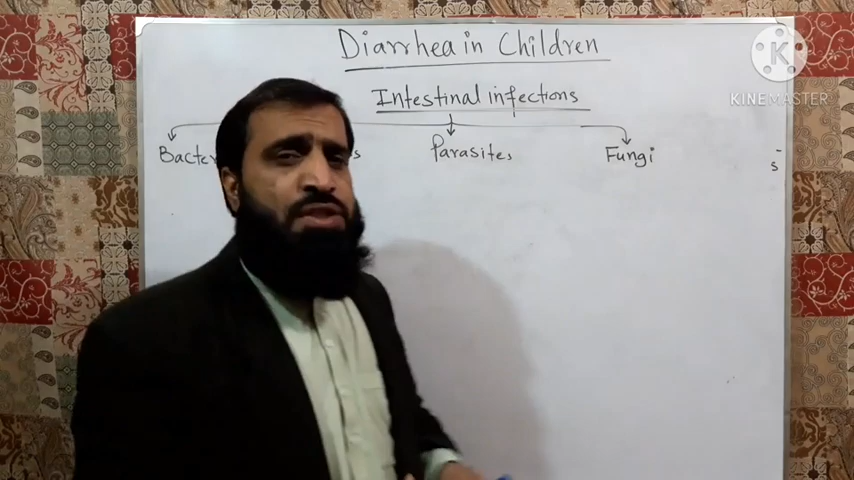 Diarrhea in Children
K
KINEMASTER
Intestinal infections
Parasites
Fungi